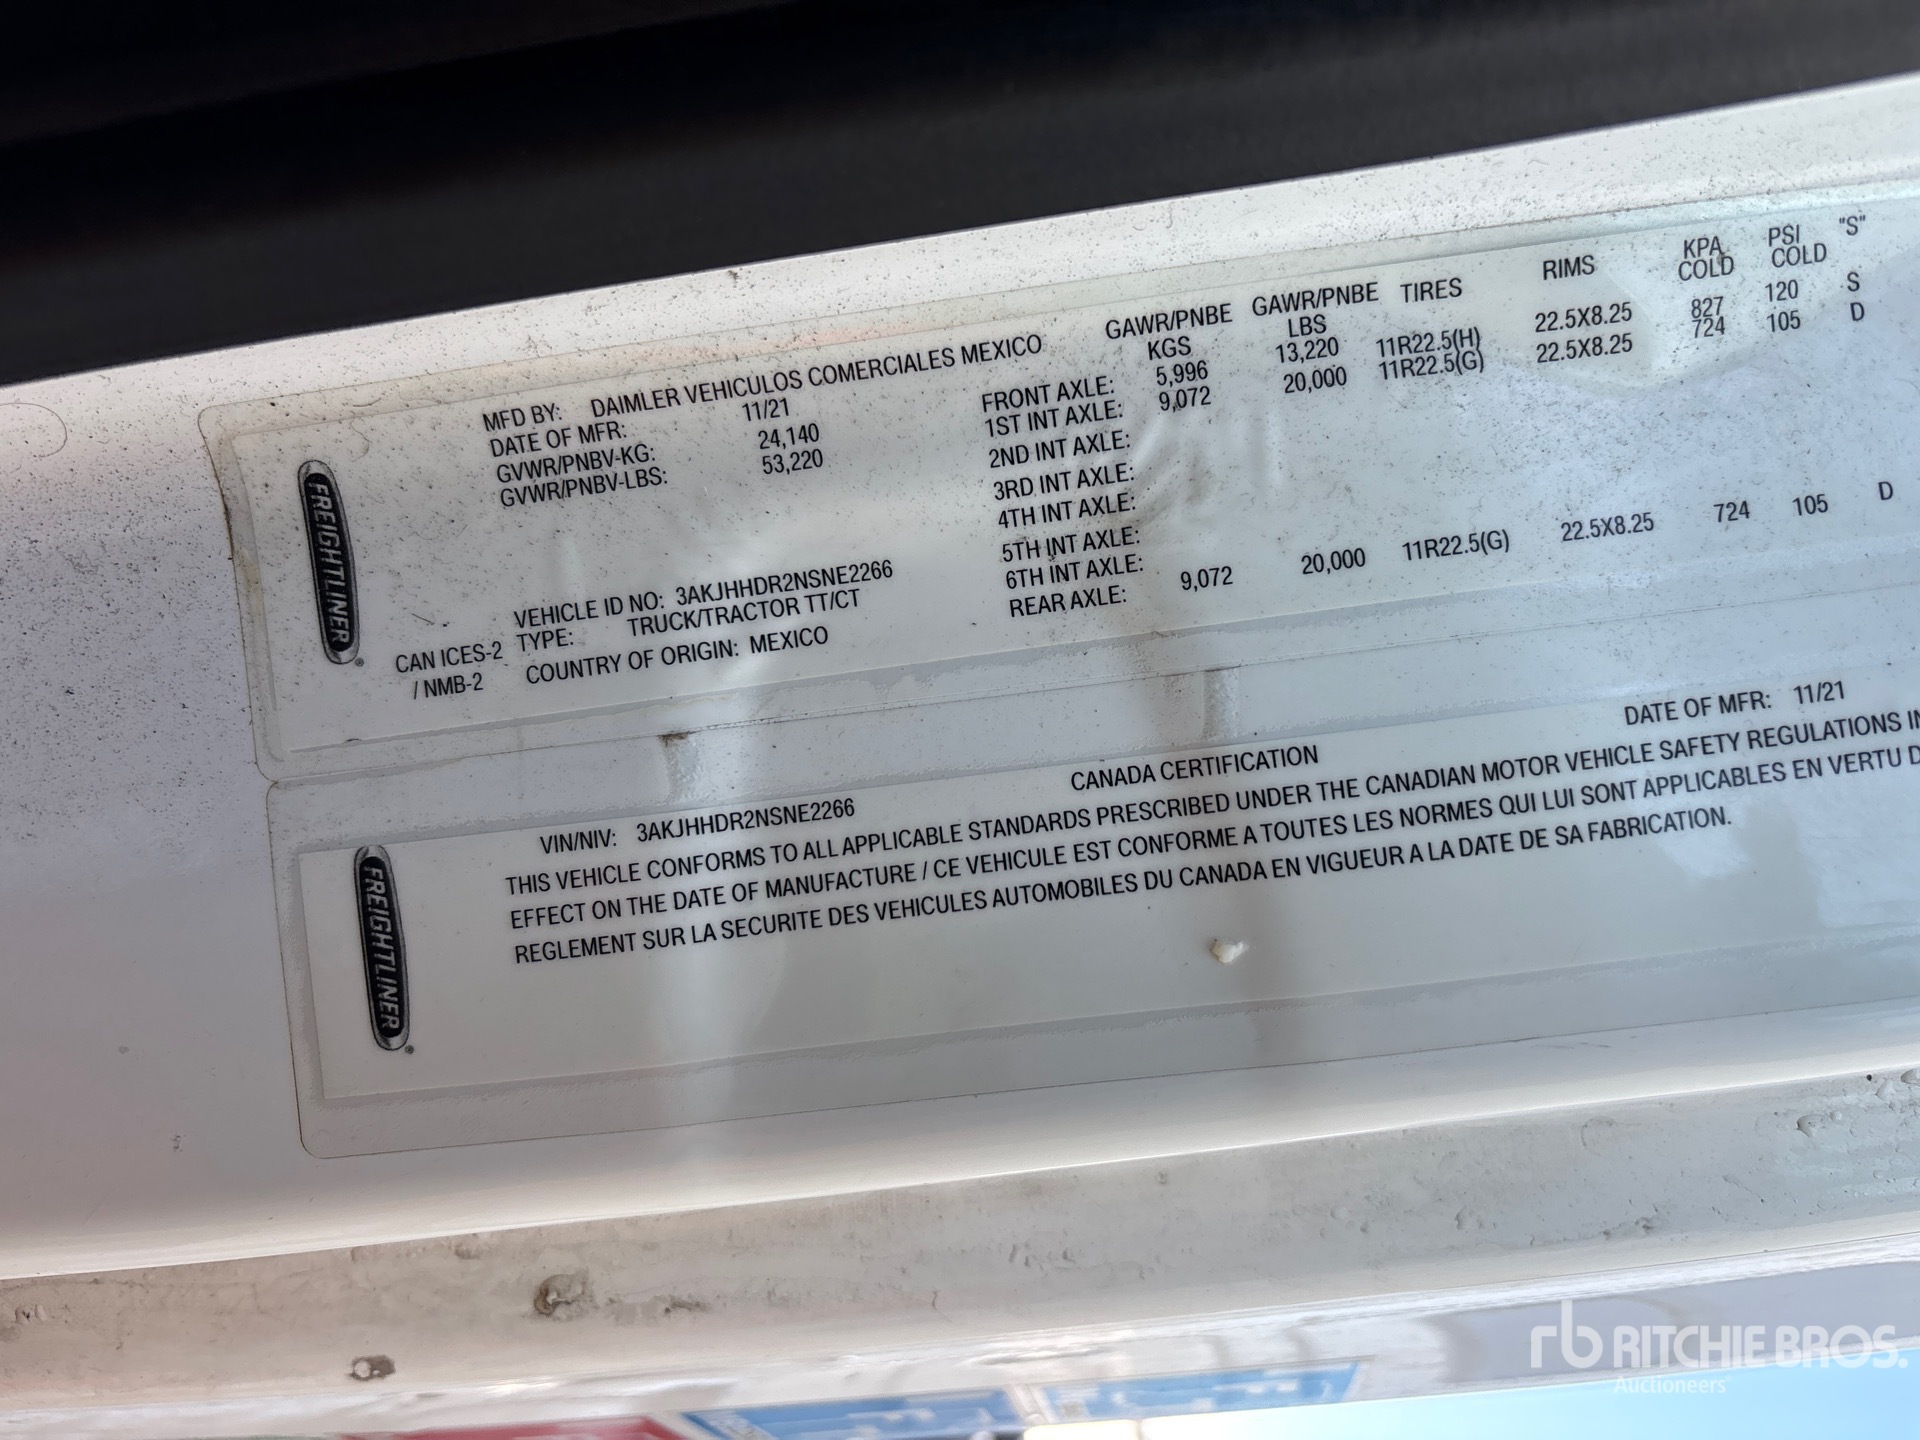 FREIGHTLINER
MFD BY: DAIMLER VEHICULOS COMERCIALES MEXICO
DATE OF MFR: 11/21
GVWR/PNBV-KG: 24,140
GVWR/PNBV-LBS: 53,220
VEHICLE ID NO: 3AKJHHDR2NSNE2266
TYPE: TRUCK/TRACTOR TT/CT
COUNTRY OF ORIGIN: MEXICO
CAN ICES-2
/ NMB-2
GAWR/PNBE KGS GAWR/PNBE LBS TIRES RIMS KPA COLD PSI COLD "S"
FRONT AXLE: 5,996 13,220 11R22.5(H) 22.5X8.25 827 120 S
1ST INT AXLE: 9,072 20,000 11R22.5(G) 22.5X8.25 724 105 D
2ND INT AXLE:
3RD INT AXLE:
4TH INT AXLE:
5TH INT AXLE:
6TH INT AXLE:
REAR AXLE: 9,072 20,000 11R22.5(G) 22.5X8.25 724 105 D
FREIGHTLINER
CANADA CERTIFICATION
VIN/NIV: 3AKJHHDR2NSNE2266 DATE OF MFR: 11/21
THIS VEHICLE CONFORMS TO ALL APPLICABLE STANDARDS PRESCRIBED UNDER THE CANADIAN MOTOR VEHICLE SAFETY REGULATIONS IN
EFFECT ON THE DATE OF MANUFACTURE / CE VEHICULE EST CONFORME A TOUTES LES NORMES QUI LUI SONT APPLICABLES EN VERTU D
REGLEMENT SUR LA SECURITE DES VEHICULES AUTOMOBILES DU CANADA EN VIGUEUR A LA DATE DE SA FABRICATION.
rb RITCHIE BROS.
Auctioneers